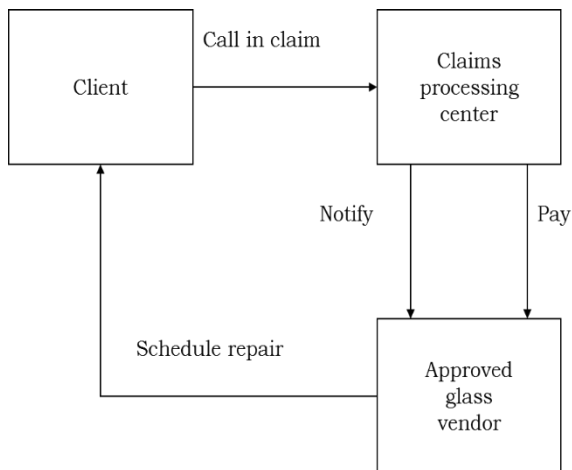 Call in claim
Client
Claims
processing
center
Notify
Pay
Schedule repair
Approved
glass
vendor